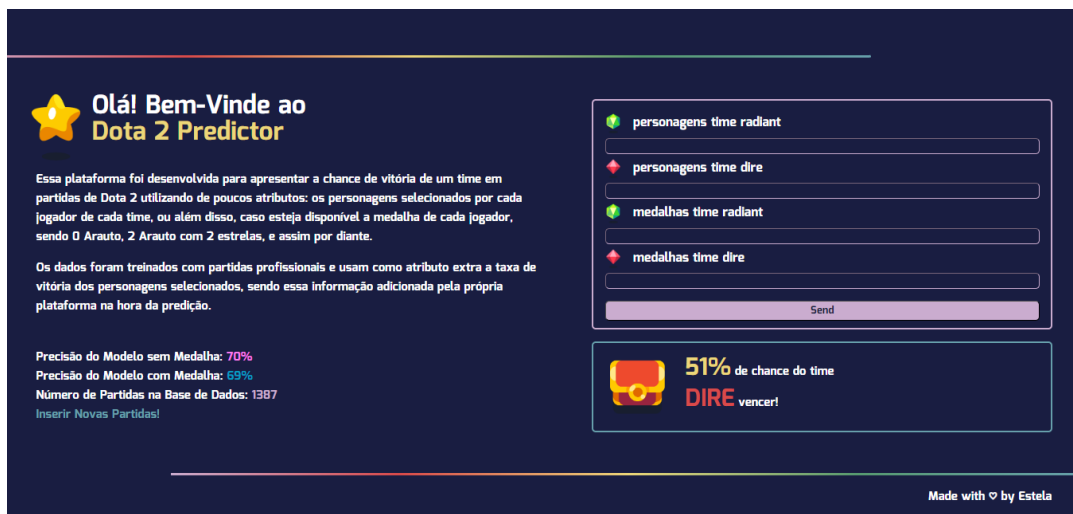 Olá! Bem-Vinde ao
Dota 2 Predictor
Essa plataforma foi desenvolvida para apresentar a chance de vitória de um time em
partidas de Dota 2 utilizando de poucos atributos: os personagens selecionados por cada
jogador de cada time, ou além disso, caso esteja disponível a medalha de cada jogador,
sendo 0 Arauto, 2 Arauto com 2 estrelas, e assim por diante.
Os dados foram treinados com partidas profissionais e usam como atributo extra a taxa de
vitória dos personagens selecionados, sendo essa informação adicionada pela própria
plataforma na hora da predição.
Precisão do Modelo sem Medalha: 70%
Precisão do Modelo com Medalha: 69%
Número de Partidas na Base de Dados: 1387
Inserir Novas Partidas!
personagens time radiant
personagens time dire
medalhas time radiant
medalhas time dire
Send
51% de chance do time
DIRE vencer!
Made with ♡ by Estela